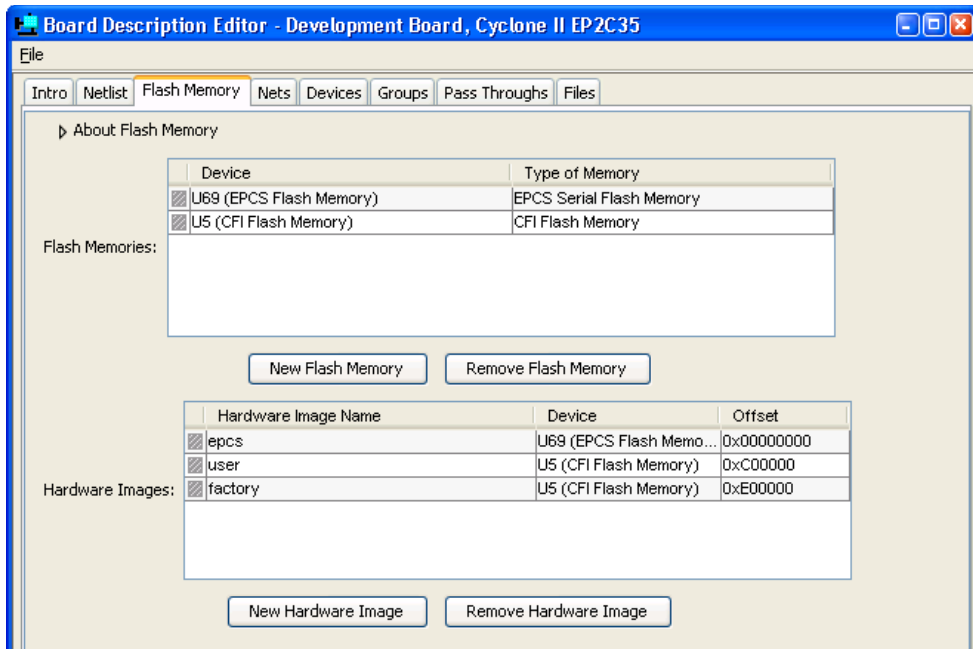 Board Description Editor - Development Board, Cyclone II EP2C35
File
Intro Netlist Flash Memory Nets Devices Groups Pass Throughs Files
About Flash Memory
Device Type of Memory
U69 (EPCS Flash Memory) EPCS Serial Flash Memory
U5 (CFI Flash Memory) CFI Flash Memory
Flash Memories:
New Flash Memory Remove Flash Memory
Hardware Image Name Device Offset
epcs U69 (EPCS Flash Memo... 0x00000000
user U5 (CFI Flash Memory) 0xC00000
Hardware Images: factory U5 (CFI Flash Memory) 0xE00000
New Hardware Image Remove Hardware Image